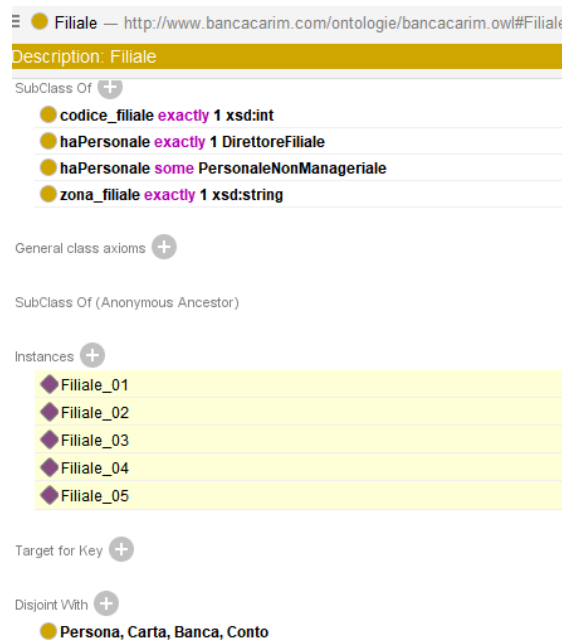 Filiale — http://www.bancacarim.com/ontologie/bancacarim.owl#Filiale
Description: Filiale
SubClass Of
codice_filiale exactly 1 xsd:int
haPersonale exactly 1 DirettoreFiliale
haPersonale some PersonaleNonManageriale
zona_filiale exactly 1 xsd:string
General class axioms
SubClass Of (Anonymous Ancestor)
Instances
Filiale_01
Filiale_02
Filiale_03
Filiale_04
Filiale_05
Target for Key
Disjoint With
Persona, Carta, Banca, Conto